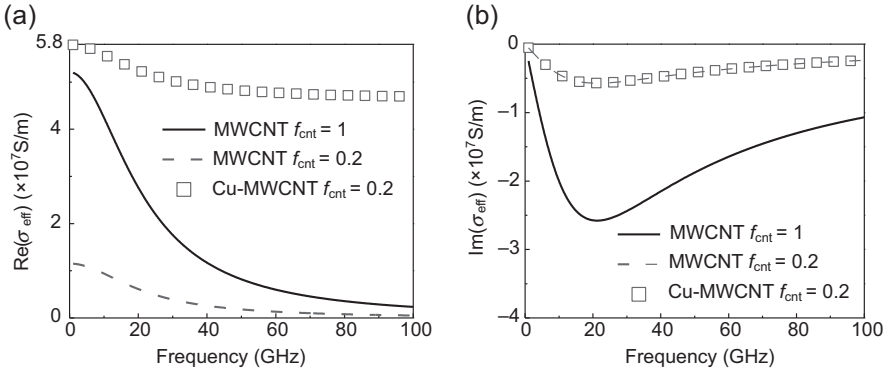 (a)
5.8
4
2
0
Re(σ eff) (×10⁷S/m)
MWCNT fcnt = 1
MWCNT fcnt = 0.2
Cu-MWCNT fcnt = 0.2
0 20 40 60 80 100
Frequency (GHz)
(b)
0
−1
−2
−3
−4
Im(σeff) (×10⁷S/m)
MWCNT fcnt = 1
MWCNT fcnt = 0.2
Cu-MWCNT fcnt = 0.2
0 20 40 60 80 100
Frequency (GHz)